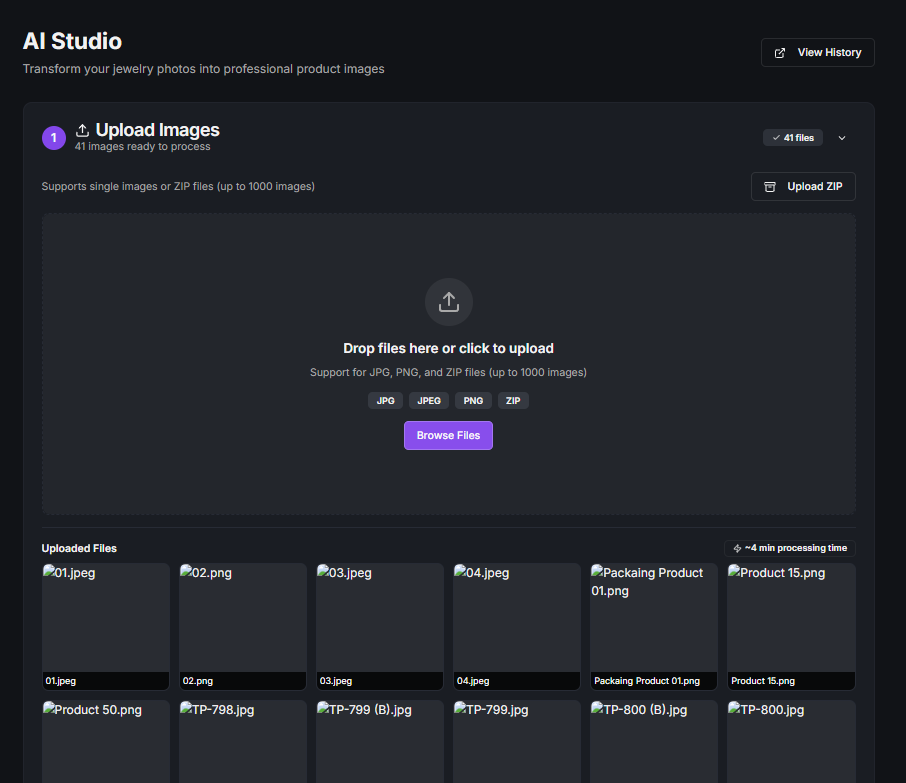 AI Studio
Transform your jewelry photos into professional product images
View History
1
Upload Images
41 images ready to process
41 files
Supports single images or ZIP files (up to 1000 images)
Upload ZIP
Drop files here or click to upload
Support for JPG, PNG, and ZIP files (up to 1000 images)
JPG JPEG PNG ZIP
Browse Files
Uploaded Files
~4 min processing time
01.jpeg 02.png 03.jpeg 04.jpeg Packaing Product 01.png Product 15.png
01.jpeg 02.png 03.jpeg 04.jpeg Packaing Product 01.png Product 15.png
Product 50.png TP-798.jpg TP-799 (B).jpg TP-799.jpg TP-800 (B).jpg TP-800.jpg